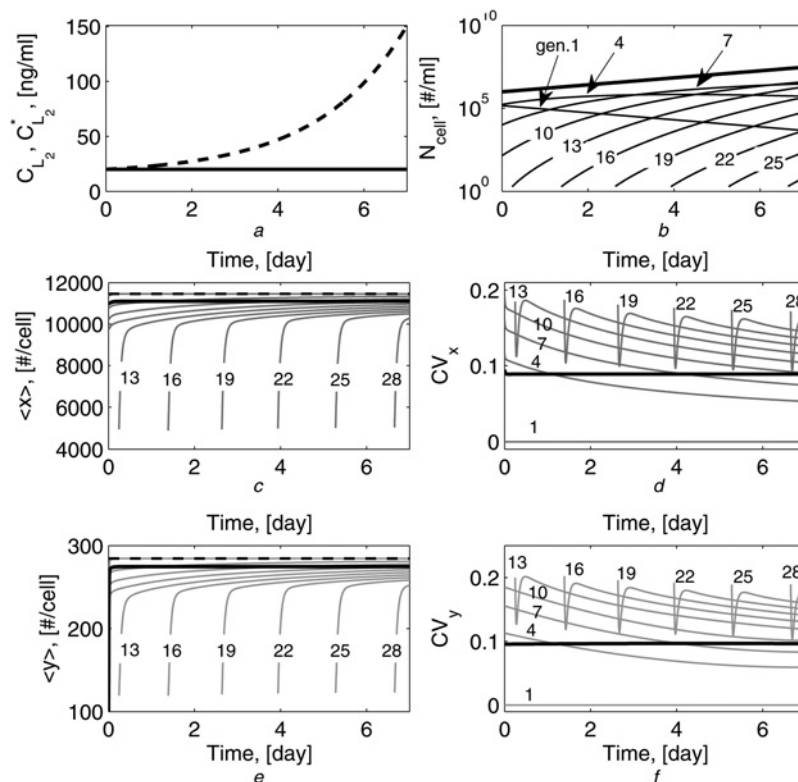 150
100
50
0
C_L2, C*_L2, [ng/ml]
0 2 4 6
Time, [day]
a
10^10
10^5
10^0
N_cell, [#/ml]
gen.1
4
7
10
13
16
19
22
25
0 2 4 6
Time, [day]
b
12000
10000
8000
6000
4000
<x>, [#/cell]
13 16 19 22 25 28
0 2 4 6
Time, [day]
c
0.2
0.1
0
CV_x
13 16 19 22 25 28
10
7
4
1
0 2 4 6
Time, [day]
d
300
200
100
<y>, [#/cell]
13 16 19 22 25 28
0 2 4 6
Time, [day]
e
0.2
0.1
0
CV_y
13 16 19 22 25 28
10
7
4
1
0 2 4 6
Time, [day]
f